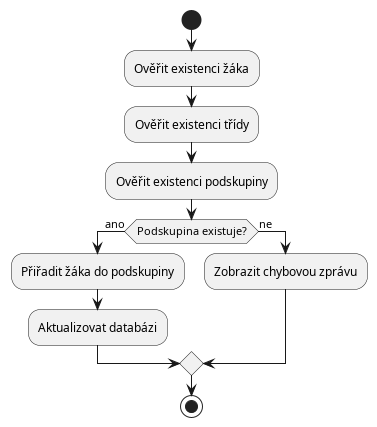 Ověřit existenci žáka
Ověřit existenci třídy
Ověřit existenci podskupiny
ano
Podskupina existuje?
ne
Přiřadit žáka do podskupiny
Zobrazit chybovou zprávu
Aktualizovat databázi